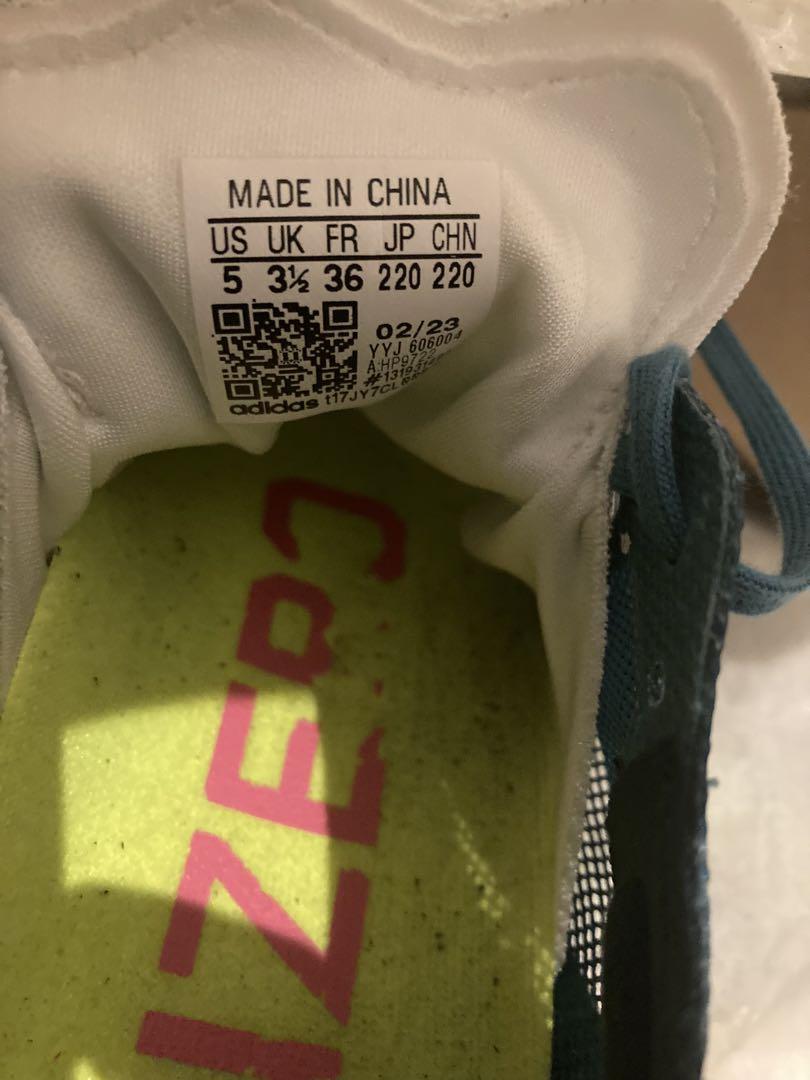 MADE IN CHINA
US UK FR JP CHN
5 3½ 36 220 220
02/23
YYJ 606004
adidas